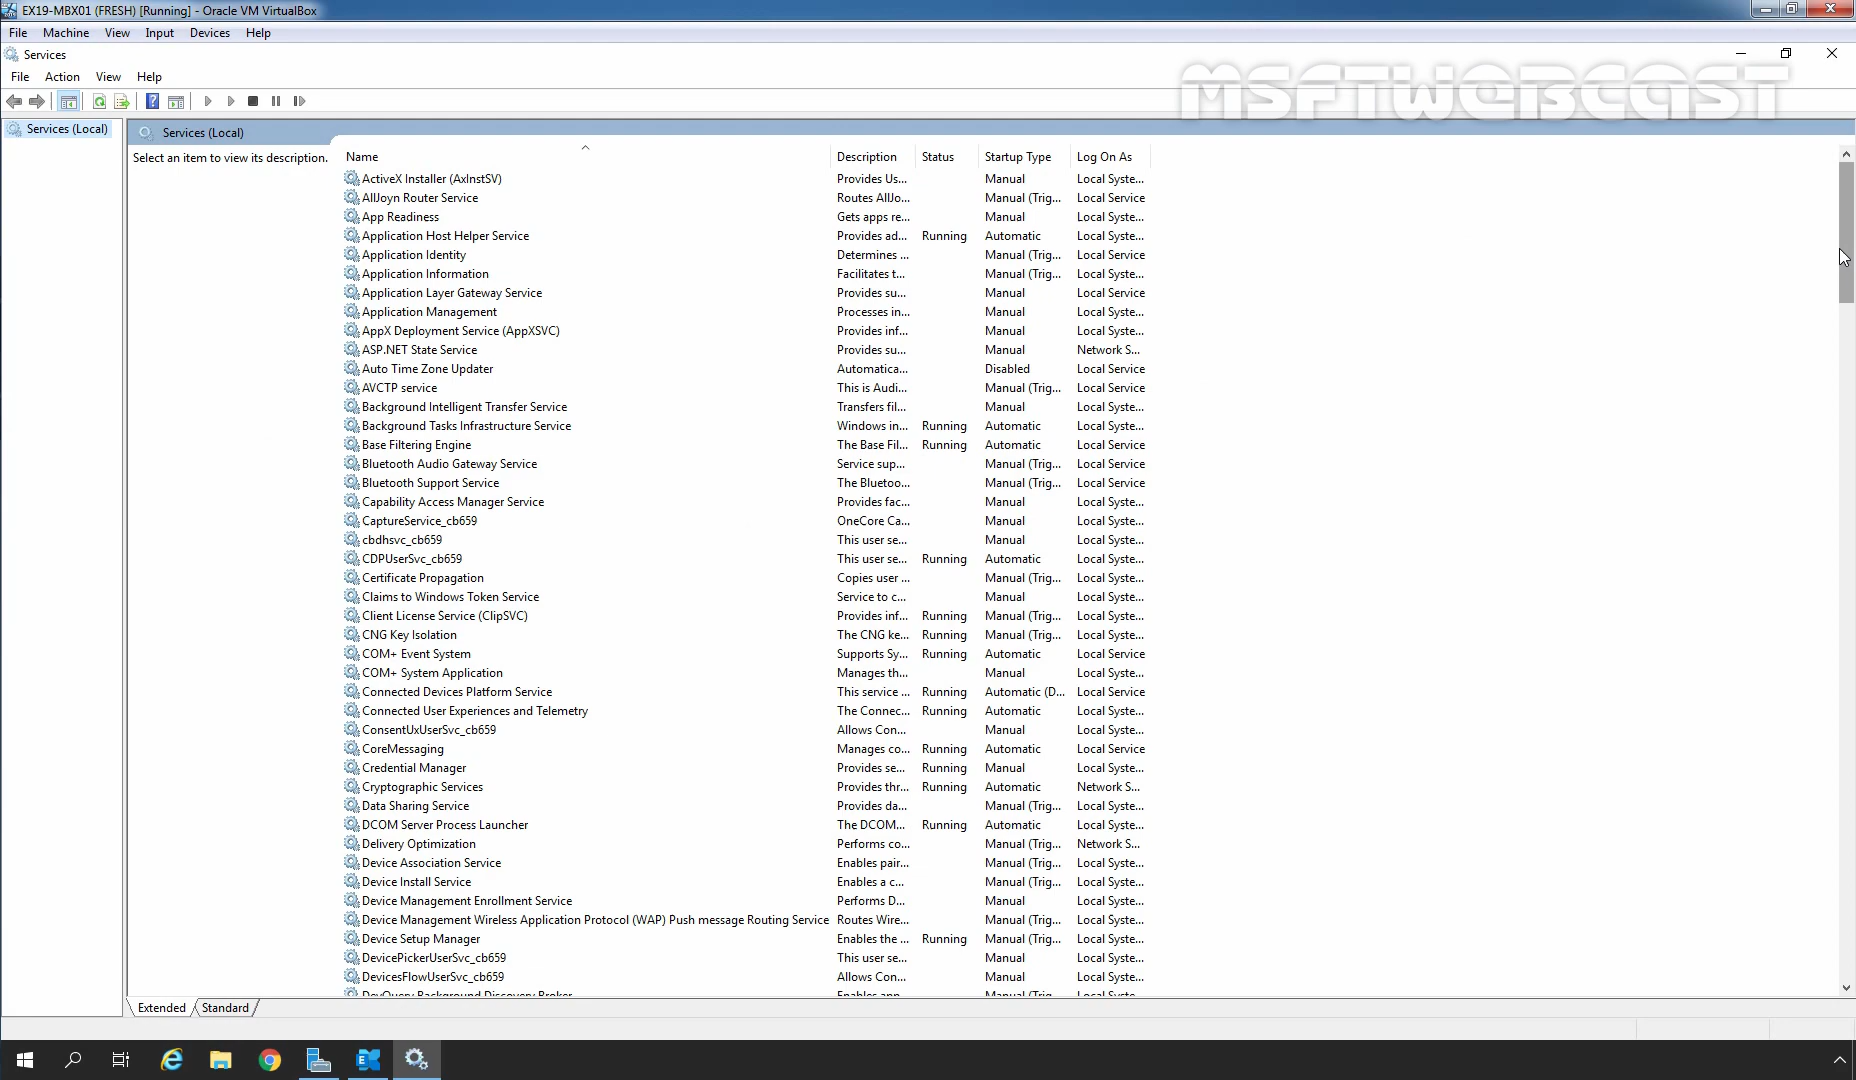 EX19-MBX01 (FRESH) [Running] - Oracle VM VirtualBox
File Machine View Input Devices Help
Services
MSFTWEBCAST
File Action View Help
Services (Local)
Services (Local)
Select an item to view its description.
Name Description Status Startup Type Log On As
ActiveX Installer (AxInstSV) Provides Us... Manual Local Syste...
AllJoyn Router Service Routes AllJo... Manual (Trig... Local Service
App Readiness Gets apps re... Manual Local Syste...
Application Host Helper Service Provides ad... Running Automatic Local Syste...
Application Identity Determines ... Manual (Trig... Local Service
Application Information Facilitates t... Manual (Trig... Local Syste...
Application Layer Gateway Service Provides su... Manual Local Service
Application Management Processes in... Manual Local Syste...
AppX Deployment Service (AppXSVC) Provides inf... Manual Local Syste...
ASP.NET State Service Provides su... Manual Network S...
Auto Time Zone Updater Automatica... Disabled Local Service
AVCTP service This is Audi... Manual (Trig... Local Service
Background Intelligent Transfer Service Transfers fil... Manual Local Syste...
Background Tasks Infrastructure Service Windows in... Running Automatic Local Syste...
Base Filtering Engine The Base Fil... Running Automatic Local Service
Bluetooth Audio Gateway Service Service sup... Manual (Trig... Local Service
Bluetooth Support Service The Bluetoo... Manual (Trig... Local Service
Capability Access Manager Service Provides fac... Manual Local Syste...
CaptureService_cb659 OneCore Ca... Manual Local Syste...
cbdhsvc_cb659 This user se... Manual Local Syste...
CDPUserSvc_cb659 This user se... Running Automatic Local Syste...
Certificate Propagation Copies user ... Manual (Trig... Local Syste...
Claims to Windows Token Service Service to c... Manual Local Syste...
Client License Service (ClipSVC) Provides inf... Running Manual (Trig... Local Syste...
CNG Key Isolation The CNG ke... Running Manual (Trig... Local Syste...
COM+ Event System Supports Sy... Running Automatic Local Service
COM+ System Application Manages th... Manual Local Syste...
Connected Devices Platform Service This service ... Running Automatic (D... Local Service
Connected User Experiences and Telemetry The Connec... Running Automatic Local Syste...
ConsentUxUserSvc_cb659 Allows Con... Manual Local Syste...
CoreMessaging Manages co... Running Automatic Local Service
Credential Manager Provides se... Running Manual Local Syste...
Cryptographic Services Provides thr... Running Automatic Network S...
Data Sharing Service Provides da... Manual (Trig... Local Syste...
DCOM Server Process Launcher The DCOM... Running Automatic Local Syste...
Delivery Optimization Performs co... Manual (Trig... Network S...
Device Association Service Enables pair... Manual (Trig... Local Syste...
Device Install Service Enables a c... Manual (Trig... Local Syste...
Device Management Enrollment Service Performs D... Manual Local Syste...
Device Management Wireless Application Protocol (WAP) Push message Routing Service Routes Wire... Manual (Trig... Local Syste...
Device Setup Manager Enables the ... Running Manual (Trig... Local Syste...
DevicePickerUserSvc_cb659 This user se... Manual Local Syste...
DevicesFlowUserSvc_cb659 Allows Con... Manual Local Syste...
DevQuery Background Discovery Broker Enables app... Manual (Trig... Local Syste...
Extended Standard